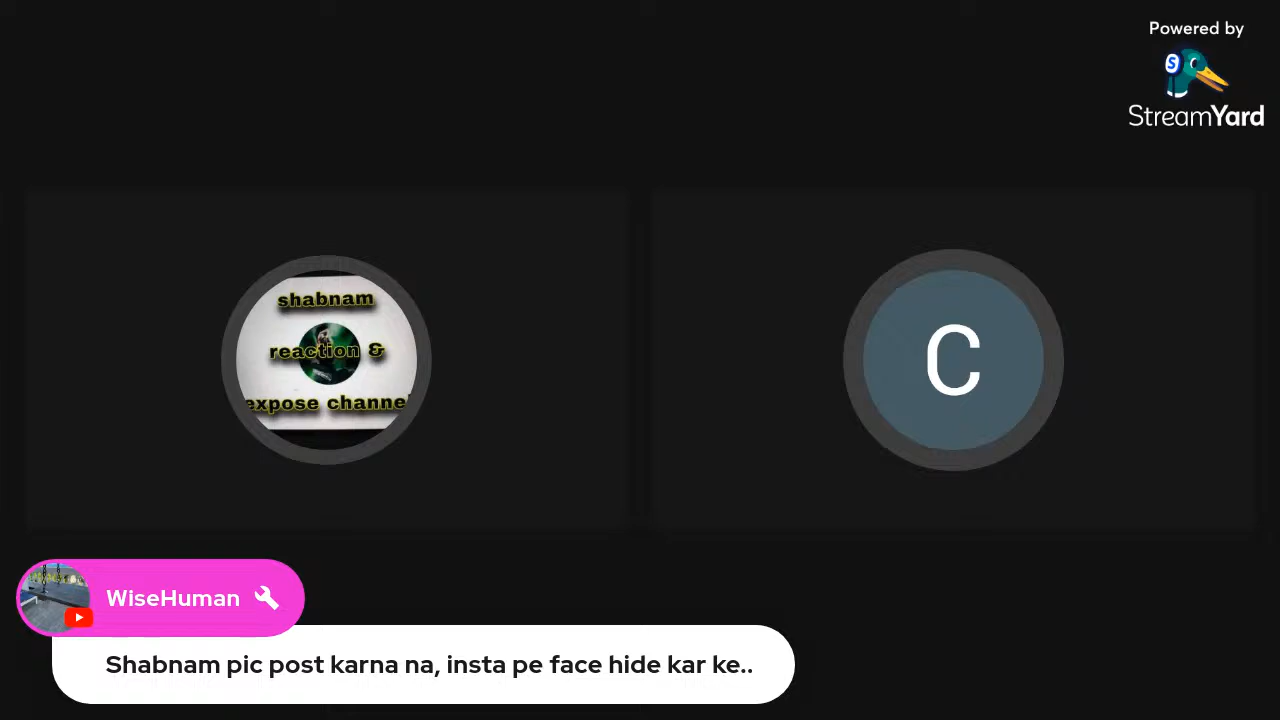 Powered by
S
StreamYard
shabnam
reaction &
expose channel
C
WiseHuman
Shabnam pic post karna na, insta pe face hide kar ke..